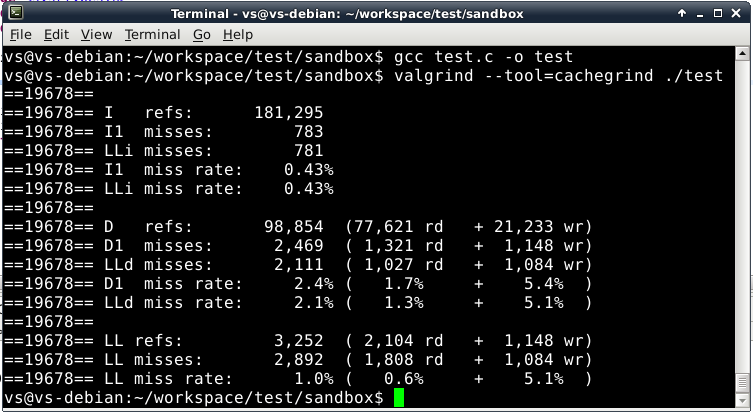 Terminal - vs@vs-debian: ~/workspace/test/sandbox
File Edit View Terminal Go Help
vs@vs-debian:~/workspace/test/sandbox$ gcc test.c -o test
vs@vs-debian:~/workspace/test/sandbox$ valgrind --tool=cachegrind ./test
==19678==
==19678== I   refs:      181,295
==19678== I1  misses:        783
==19678== LLi misses:        781
==19678== I1  miss rate:    0.43%
==19678== LLi miss rate:    0.43%
==19678==
==19678== D   refs:       98,854  (77,621 rd   + 21,233 wr)
==19678== D1  misses:      2,469  ( 1,321 rd   +  1,148 wr)
==19678== LLd misses:      2,111  ( 1,027 rd   +  1,084 wr)
==19678== D1  miss rate:     2.4% (   1.7%     +    5.4%  )
==19678== LLd miss rate:     2.1% (   1.3%     +    5.1%  )
==19678==
==19678== LL refs:         3,252  ( 2,104 rd   +  1,148 wr)
==19678== LL misses:       2,892  ( 1,808 rd   +  1,084 wr)
==19678== LL miss rate:      1.0% (   0.6%     +    5.1%  )
vs@vs-debian:~/workspace/test/sandbox$